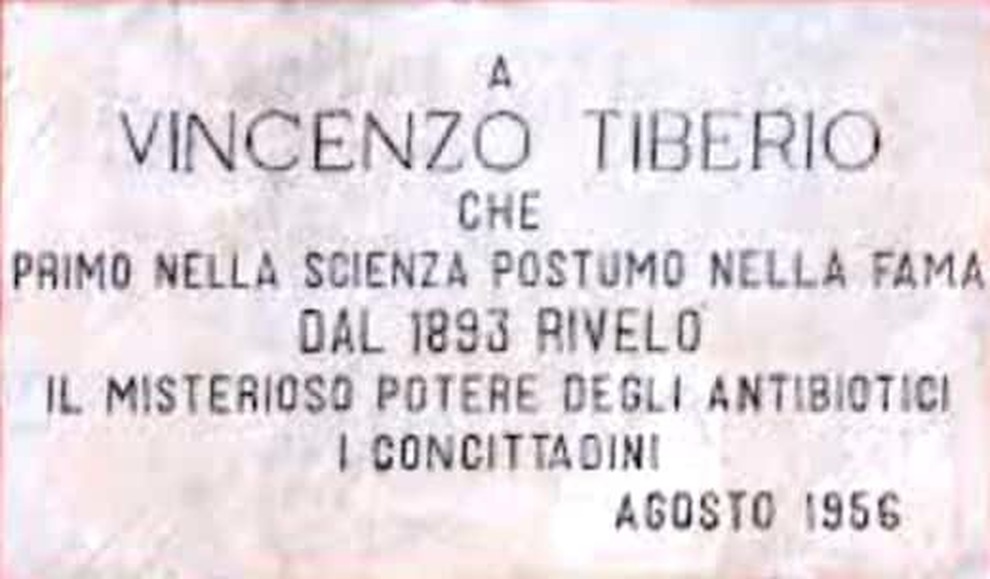 A
VINCENZO TIBERIO
CHE
PRIMO NELLA SCIENZA POSTUMO NELLA FAMA
DAL 1893 RIVELO'
IL MISTERIOSO POTERE DEGLI ANTIBIOTICI
I CONCITTADINI
AGOSTO 1956